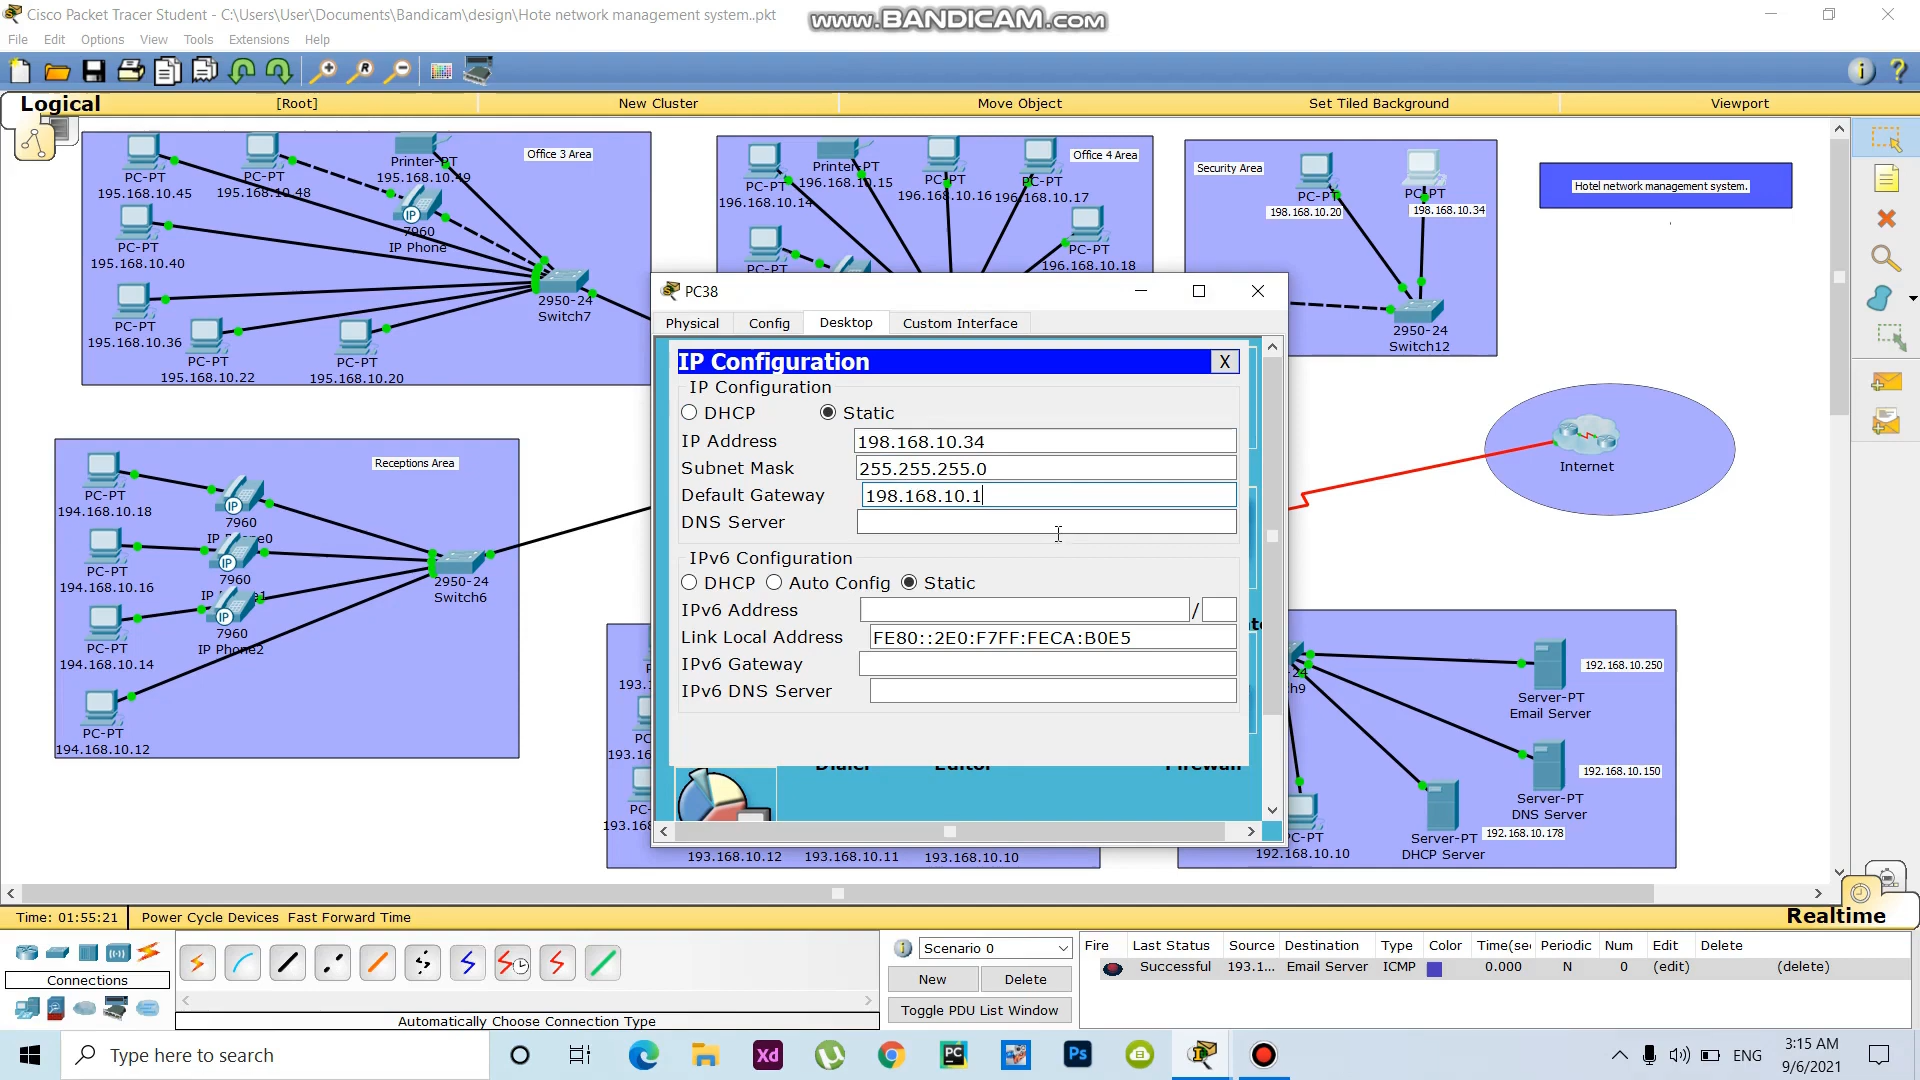 Cisco Packet Tracer Student - C:\Users\User\Documents\Bandicam\design\Hote network management system..pkt
www.BANDICAM.com
File Edit Options View Tools Extensions Help
Logical [Root] New Cluster Move Object Set Tiled Background Viewport
Office 3 Area
PC-PT
195.168.10.45
PC-PT
195.168.10.48
Printer-PT
195.168.10.49
IP
7960
IP Phone
PC-PT
195.168.10.40
PC-PT
195.168.10.36
PC-PT
195.168.10.22
PC-PT
195.168.10.20
2950-24
Switch7
Office 4 Area
PC-PT
196.168.10.14
Printer-PT
196.168.10.15
PC-PT
196.168.10.16
PC-PT
196.168.10.17
PC-PT
196.168.10.18
PC-PT
Security Area
PC-PT
198.168.10.20
PC-PT
198.168.10.34
2950-24
Switch12
Hotel network management system.
PC38
Physical Config Desktop Custom Interface
IP Configuration X
IP Configuration
DHCP Static
IP Address 198.168.10.34
Subnet Mask 255.255.255.0
Default Gateway 198.168.10.1
DNS Server
IPv6 Configuration
DHCP Auto Config Static
IPv6 Address /
Link Local Address FE80::2E0:F7FF:FECA:B0E5
IPv6 Gateway
IPv6 DNS Server
Dialer Editor Firewall
Internet
Receptions Area
PC-PT
194.168.10.18
IP
7960
PC-PT
194.168.10.16
IP
7960
PC-PT
194.168.10.14
IP
7960
IP Phone2
PC-PT
194.168.10.12
2950-24
Switch6
193.168.10.12 193.168.10.11 193.168.10.10
192.168.10.250
Server-PT
Email Server
192.168.10.150
Server-PT
DNS Server
192.168.10.178
Server-PT
DHCP Server
192.168.10.10
Time: 01:55:21 Power Cycle Devices Fast Forward Time Realtime
Connections
Automatically Choose Connection Type
Scenario 0
New Delete
Toggle PDU List Window
Fire Last Status Source Destination Type Color Time(sec Periodic Num Edit Delete
Successful 193.1... Email Server ICMP 0.000 N 0 (edit) (delete)
Type here to search
ENG
3:15 AM
9/6/2021